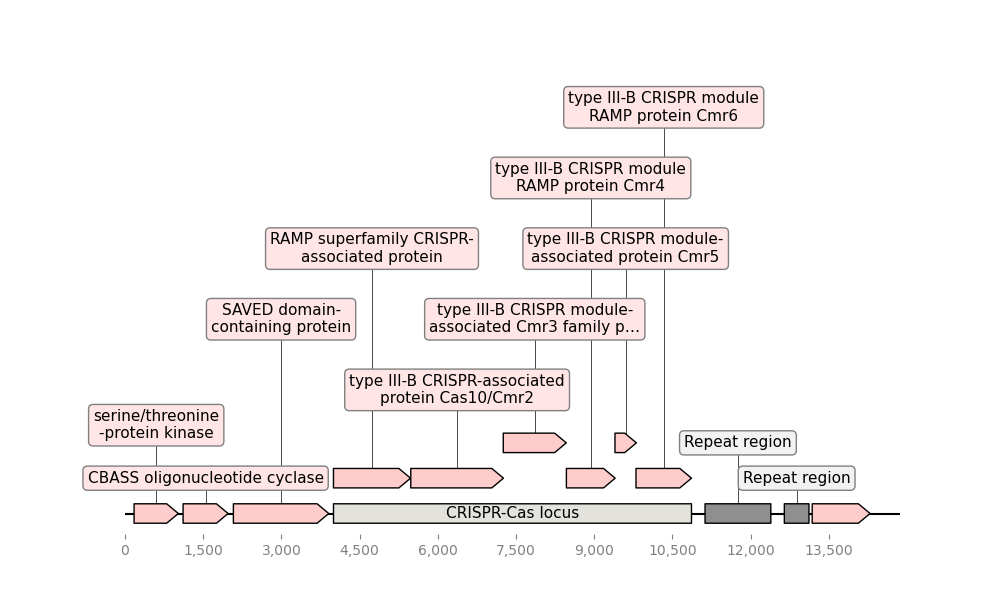 type III-B CRISPR module
RAMP protein Cmr6
type III-B CRISPR module
RAMP protein Cmr4
RAMP superfamily CRISPR-
associated protein
type III-B CRISPR module-
associated protein Cmr5
SAVED domain-
containing protein
type III-B CRISPR module-
associated Cmr3 family p…
type III-B CRISPR-associated
protein Cas10/Cmr2
serine/threonine
-protein kinase
Repeat region
CBASS oligonucleotide cyclase
Repeat region
CRISPR-Cas locus
0 1,500 3,000 4,500 6,000 7,500 9,000 10,500 12,000 13,500